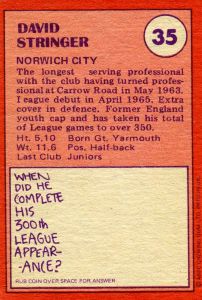 DAVID
STRINGER
35
NORWICH CITY
The longest serving professional
with the club having turned profes-
sional at Carrow Road in May 1963.
League debut in April 1965. Extra
cover in defence. Former England
youth cap and has taken his total
of League games to over 350.
Ht. 5.10 Born Gt. Yarmouth
Wt. 11.6 Pos. Half-back
Last Club Juniors
WHEN
DID HE
COMPLETE
HIS
300th
LEAGUE
APPEAR-
-ANCE?
RUB COIN OVER SPACE FOR ANSWER